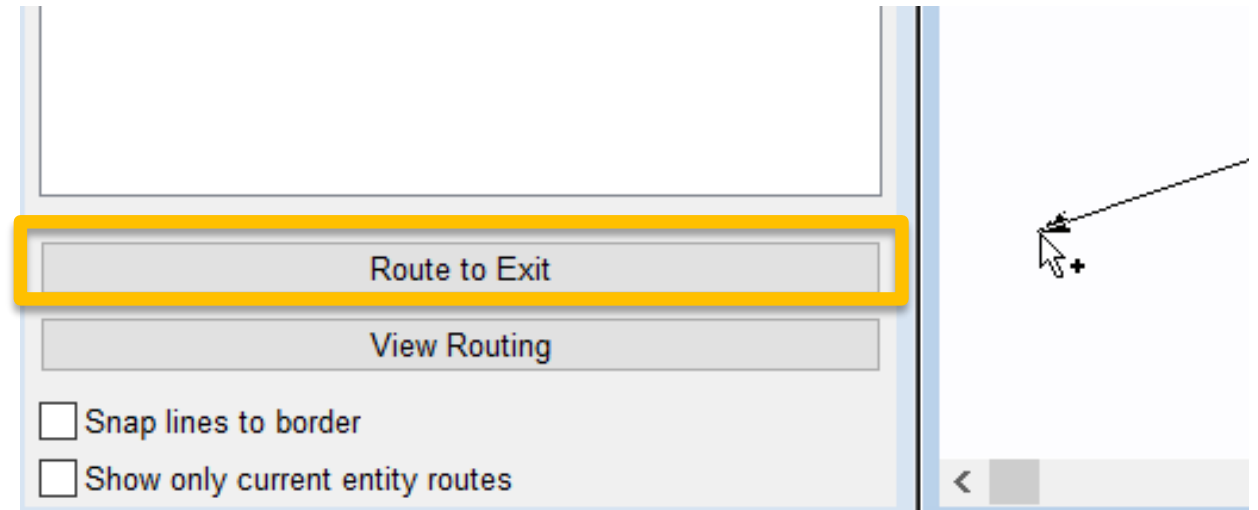 Route to Exit
View Routing
Snap lines to border
Show only current entity routes